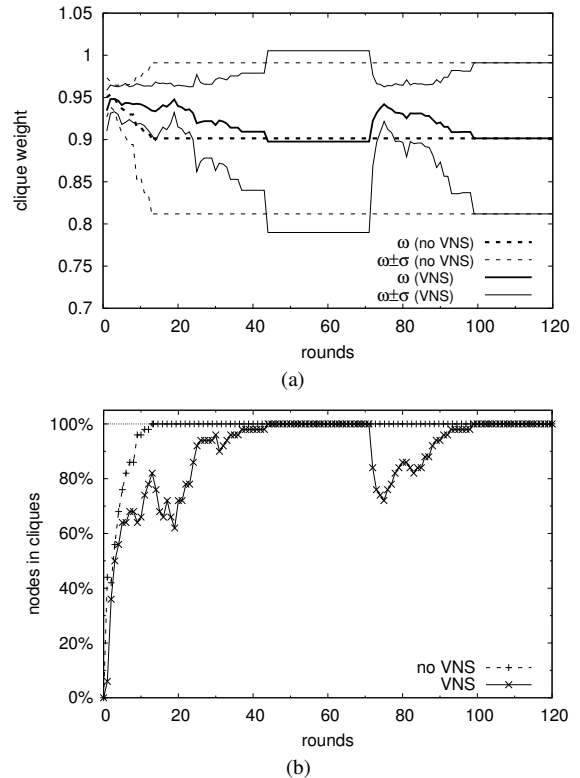 1.05
1
0.95
0.9
0.85
0.8
0.75
0.7
clique weight
ω (no VNS)
ω±σ (no VNS)
ω (VNS)
ω±σ (VNS)
0 20 40 60 80 100 120
rounds
(a)
100%
80%
60%
40%
20%
0%
nodes in cliques
no VNS
VNS
0 20 40 60 80 100 120
rounds
(b)